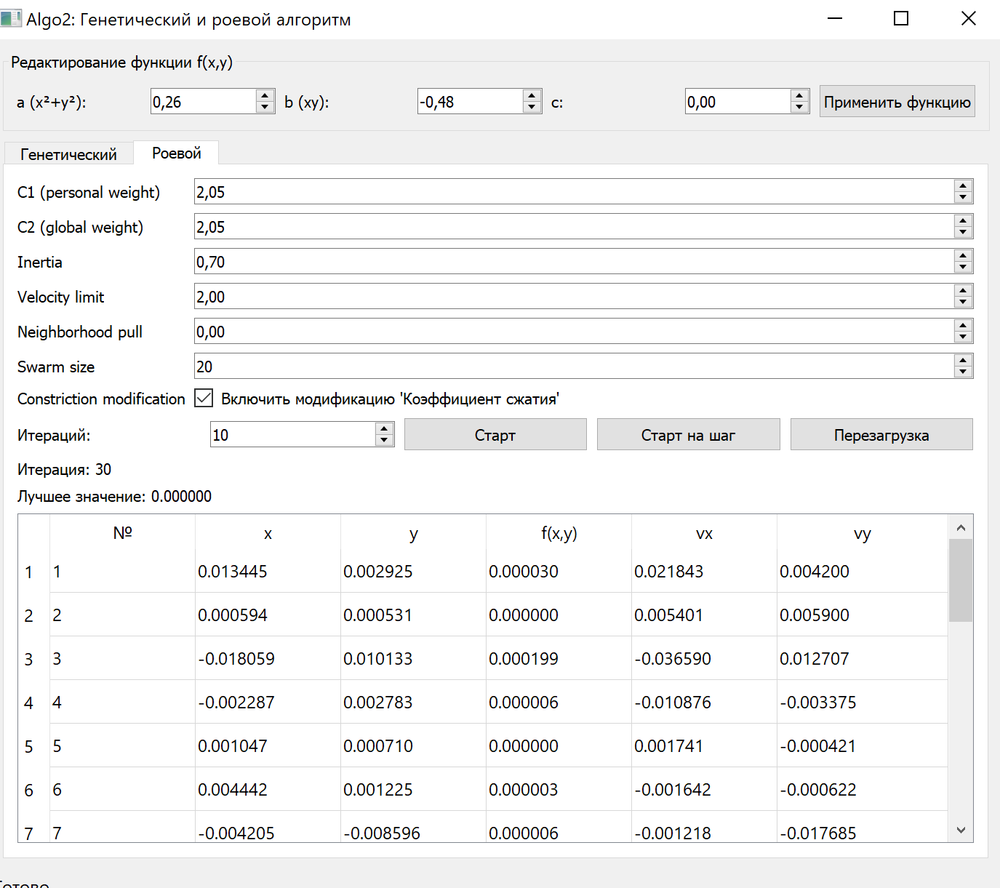 Algo2: Генетический и роевой алгоритм
Редактирование функции f(x,y)
a (x²+y²): 0,26 b (xy): -0,48 c: 0,00 Применить функцию
Генетический Роевой
C1 (personal weight) 2,05
C2 (global weight) 2,05
Inertia 0,70
Velocity limit 2,00
Neighborhood pull 0,00
Swarm size 20
Constriction modification Включить модификацию 'Коэффициент сжатия'
Итераций: 10 Старт Старт на шаг Перезагрузка
Итерация: 30
Лучшее значение: 0.000000
№ x y f(x,y) vx vy
1 1 0.013445 0.002925 0.000030 0.021843 0.004200
2 2 0.000594 0.000531 0.000000 0.005401 0.005900
3 3 -0.018059 0.010133 0.000199 -0.036590 0.012707
4 4 -0.002287 0.002783 0.000006 -0.010876 -0.003375
5 5 0.001047 0.000710 0.000000 0.001741 -0.000421
6 6 0.004442 0.001225 0.000003 -0.001642 -0.000622
7 7 -0.004205 -0.008596 0.000006 -0.001218 -0.017685
Готово